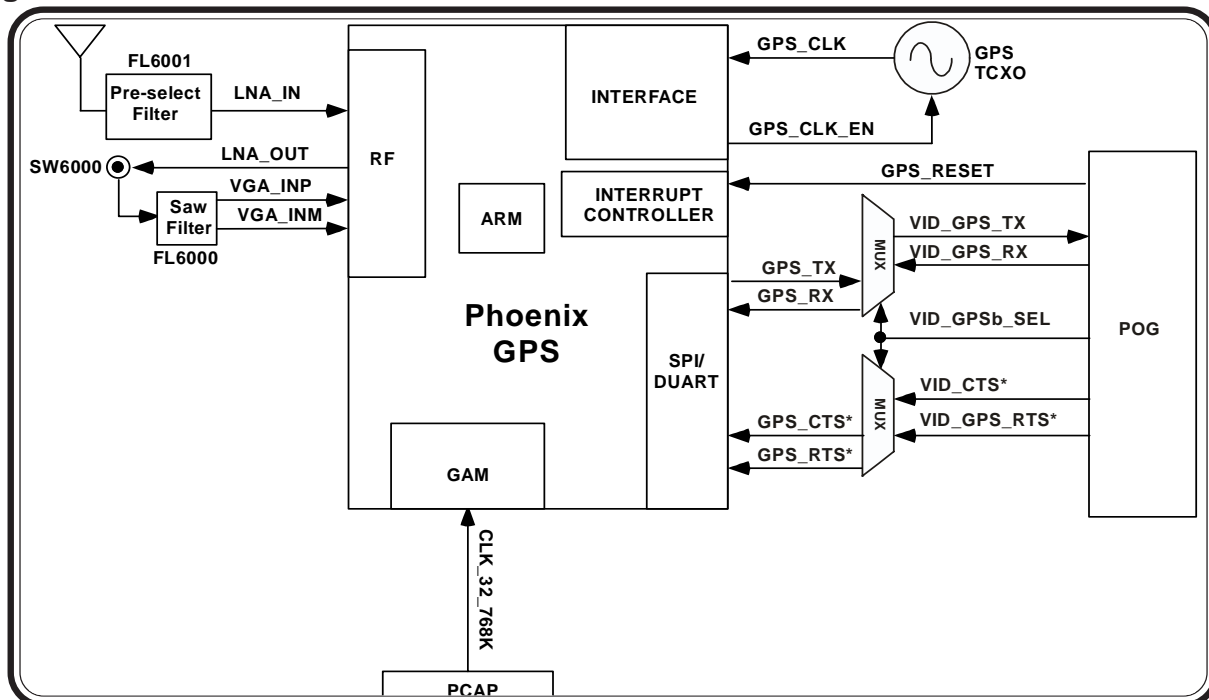 FL6001
Pre-select
Filter
LNA_IN
LNA_OUT
SW6000
VGA_INP
VGA_INM
Saw
Filter
FL6000
RF
ARM
Phoenix
GPS
INTERFACE
GPS_CLK
GPS
TCXO
GPS_CLK_EN
INTERRUPT
CONTROLLER
GPS_RESET
GPS_TX
GPS_RX
MUX
VID_GPS_TX
VID_GPS_RX
VID_GPSb_SEL
POG
SPI/
DUART
GPS_CTS*
GPS_RTS*
MUX
VID_CTS*
VID_GPS_RTS*
GAM
CLK_32_768K
PCAP